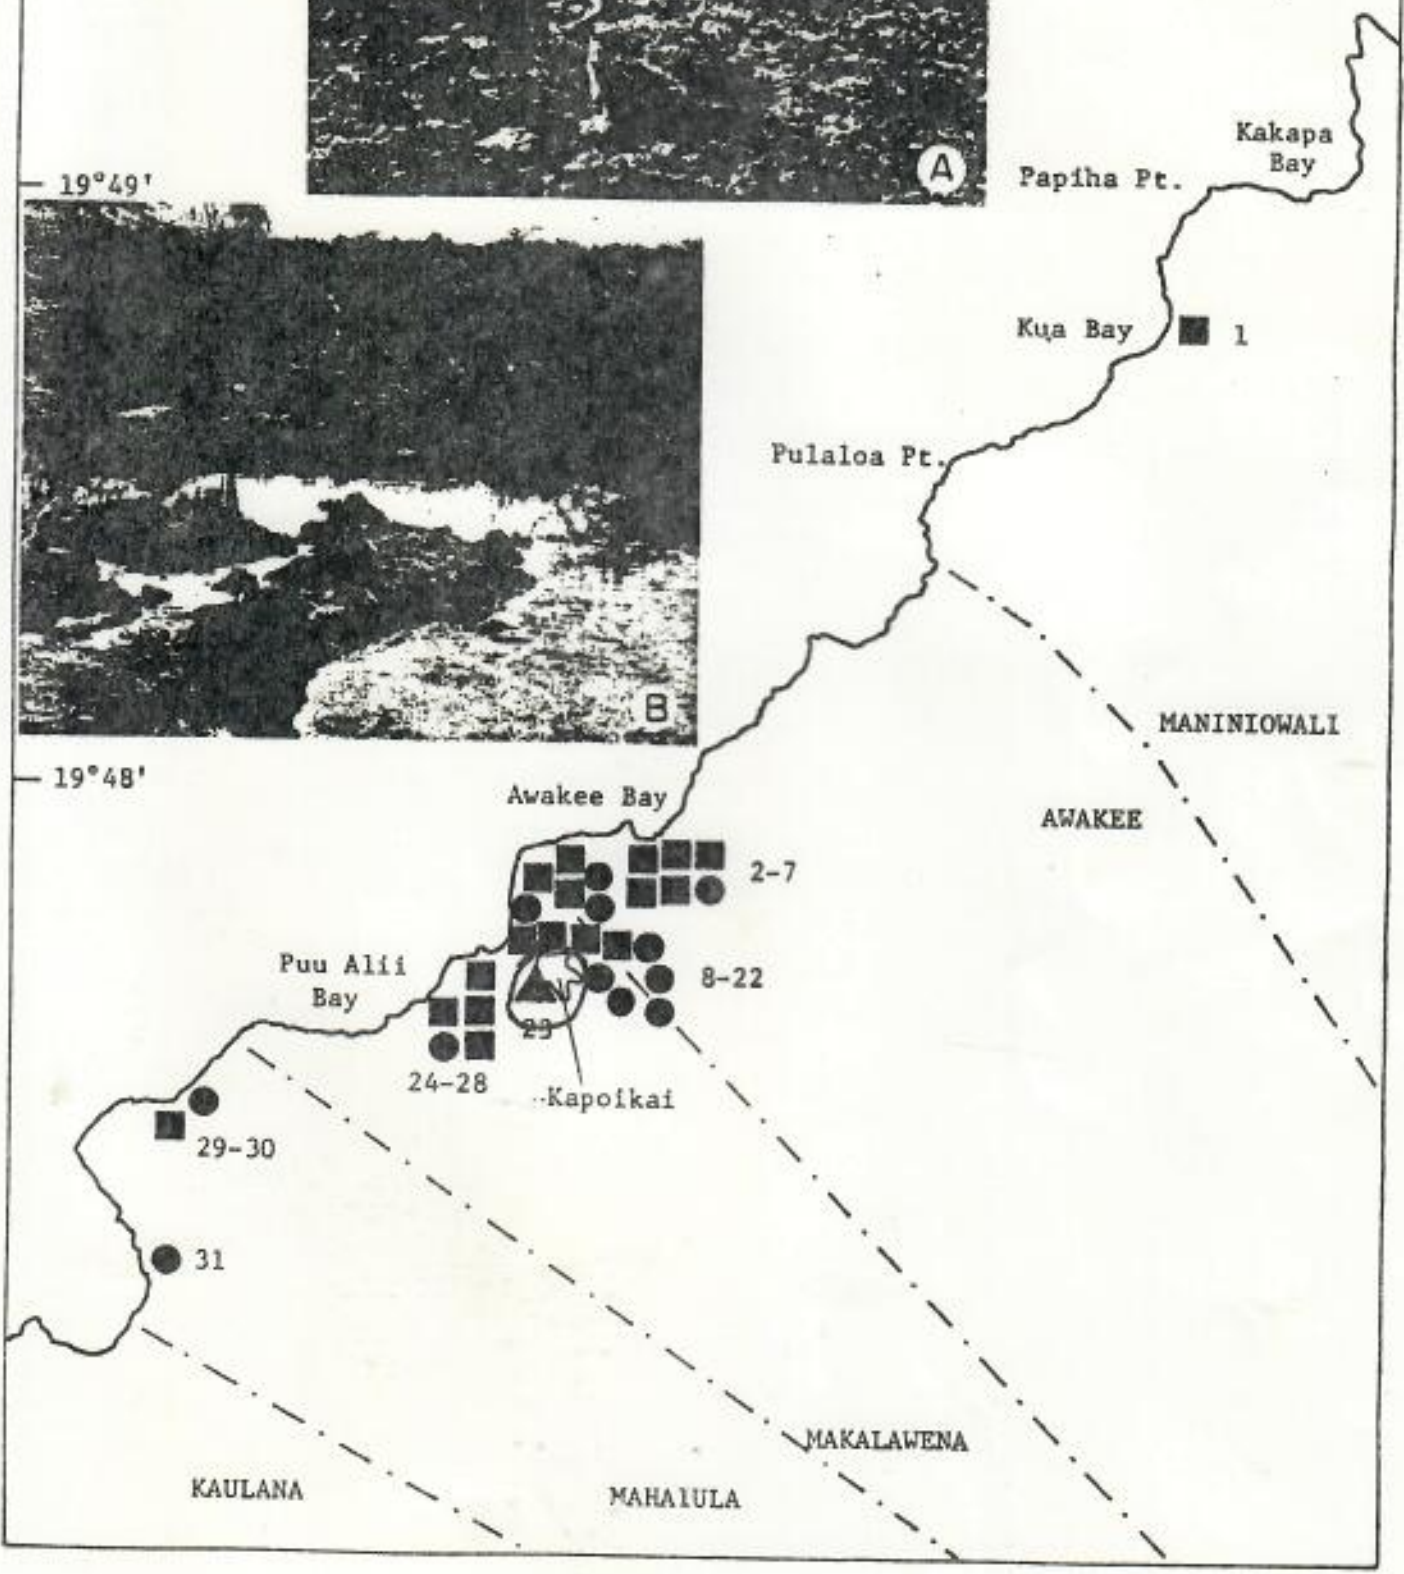 A
Kakapa
Bay
19°49'
Papiha Pt.
Kua Bay
1
Pulaloa Pt.
B
MANINIOWALI
19°48'
Awakee Bay
AWAKEE
2-7
Puu Alii
Bay
8-22
23
24-28
Kapoikai
29-30
31
MAKALAWENA
KAULANA
MAHAIULA